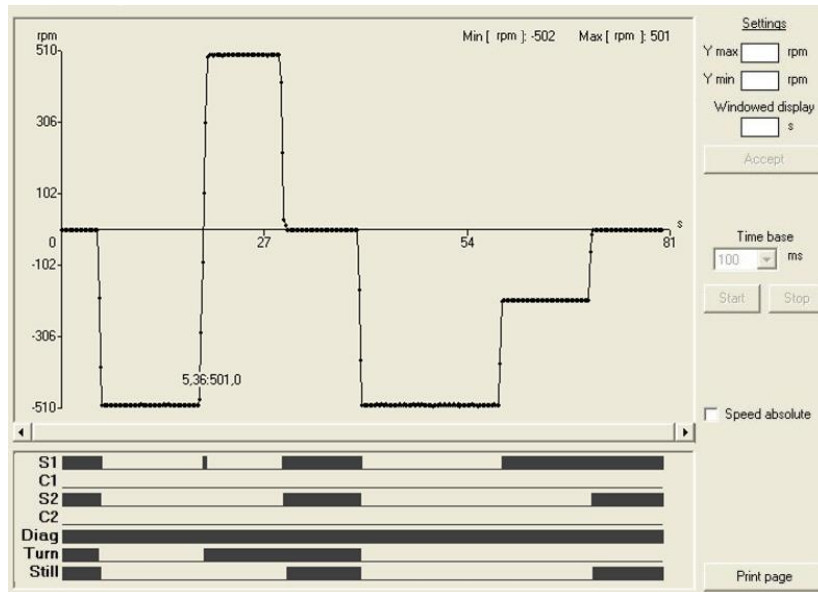 rpm
Min [ rpm ]: -502 Max [ rpm ]: 501
510
306
102
0
-102
-306
-510
27
54
81
s
5,36:501,0
Settings
Y max rpm
Y min rpm
Windowed display
s
Accept
Time base
100 ms
Start Stop
Speed absolute
S1
C1
S2
C2
Diag
Turn
Still
Print page